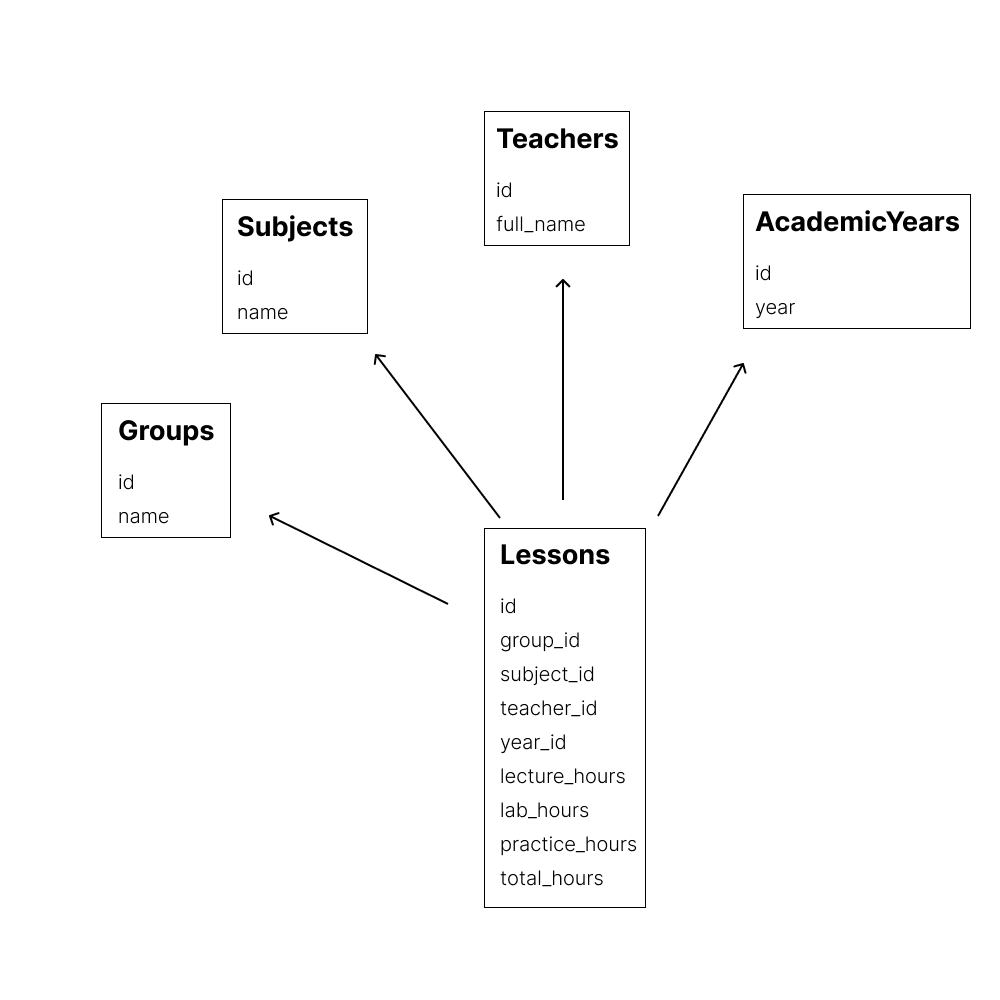 Teachers
id
full_name
Subjects
id
name
AcademicYears
id
year
Groups
id
name
Lessons
id
group_id
subject_id
teacher_id
year_id
lecture_hours
lab_hours
practice_hours
total_hours